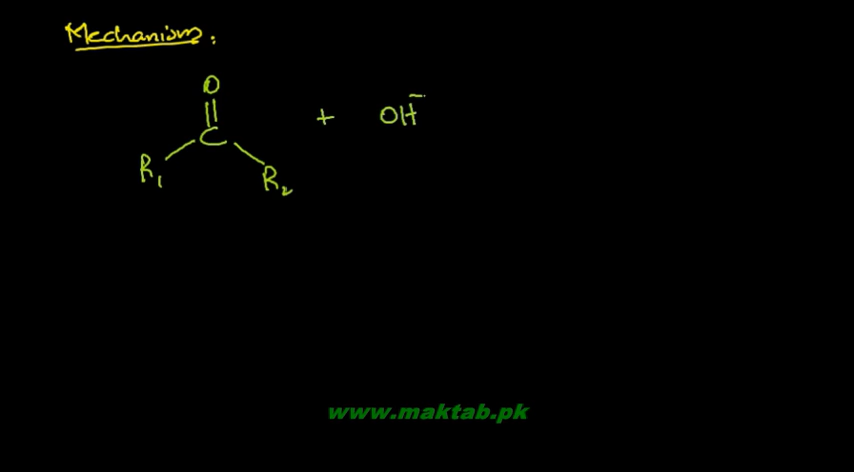 Mechanism:
O
||
C + OH⁻
R₁ R₂
www.maktab.pk